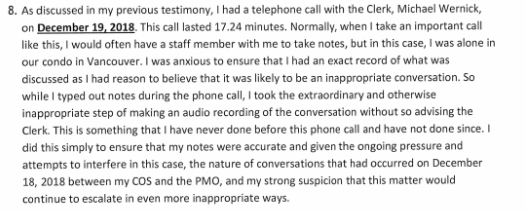 8. As discussed in my previous testimony, I had a telephone call with the Clerk, Michael Wernick,
on December 19, 2018. This call lasted 17.24 minutes. Normally, when I take an important call
like this, I would often have a staff member with me to take notes, but in this case, I was alone in
our condo in Vancouver. I was anxious to ensure that I had an exact record of what was
discussed as I had reason to believe that it was likely to be an inappropriate conversation. So
while I typed out notes during the phone call, I took the extraordinary and otherwise
inappropriate step of making an audio recording of the conversation without so advising the
Clerk. This is something that I have never done before this phone call and have not done since. I
did this simply to ensure that my notes were accurate and given the ongoing pressure and
attempts to interfere in this case, the nature of conversations that had occurred on December
18, 2018 between my COS and the PMO, and my strong suspicion that this matter would
continue to escalate in even more inappropriate ways.